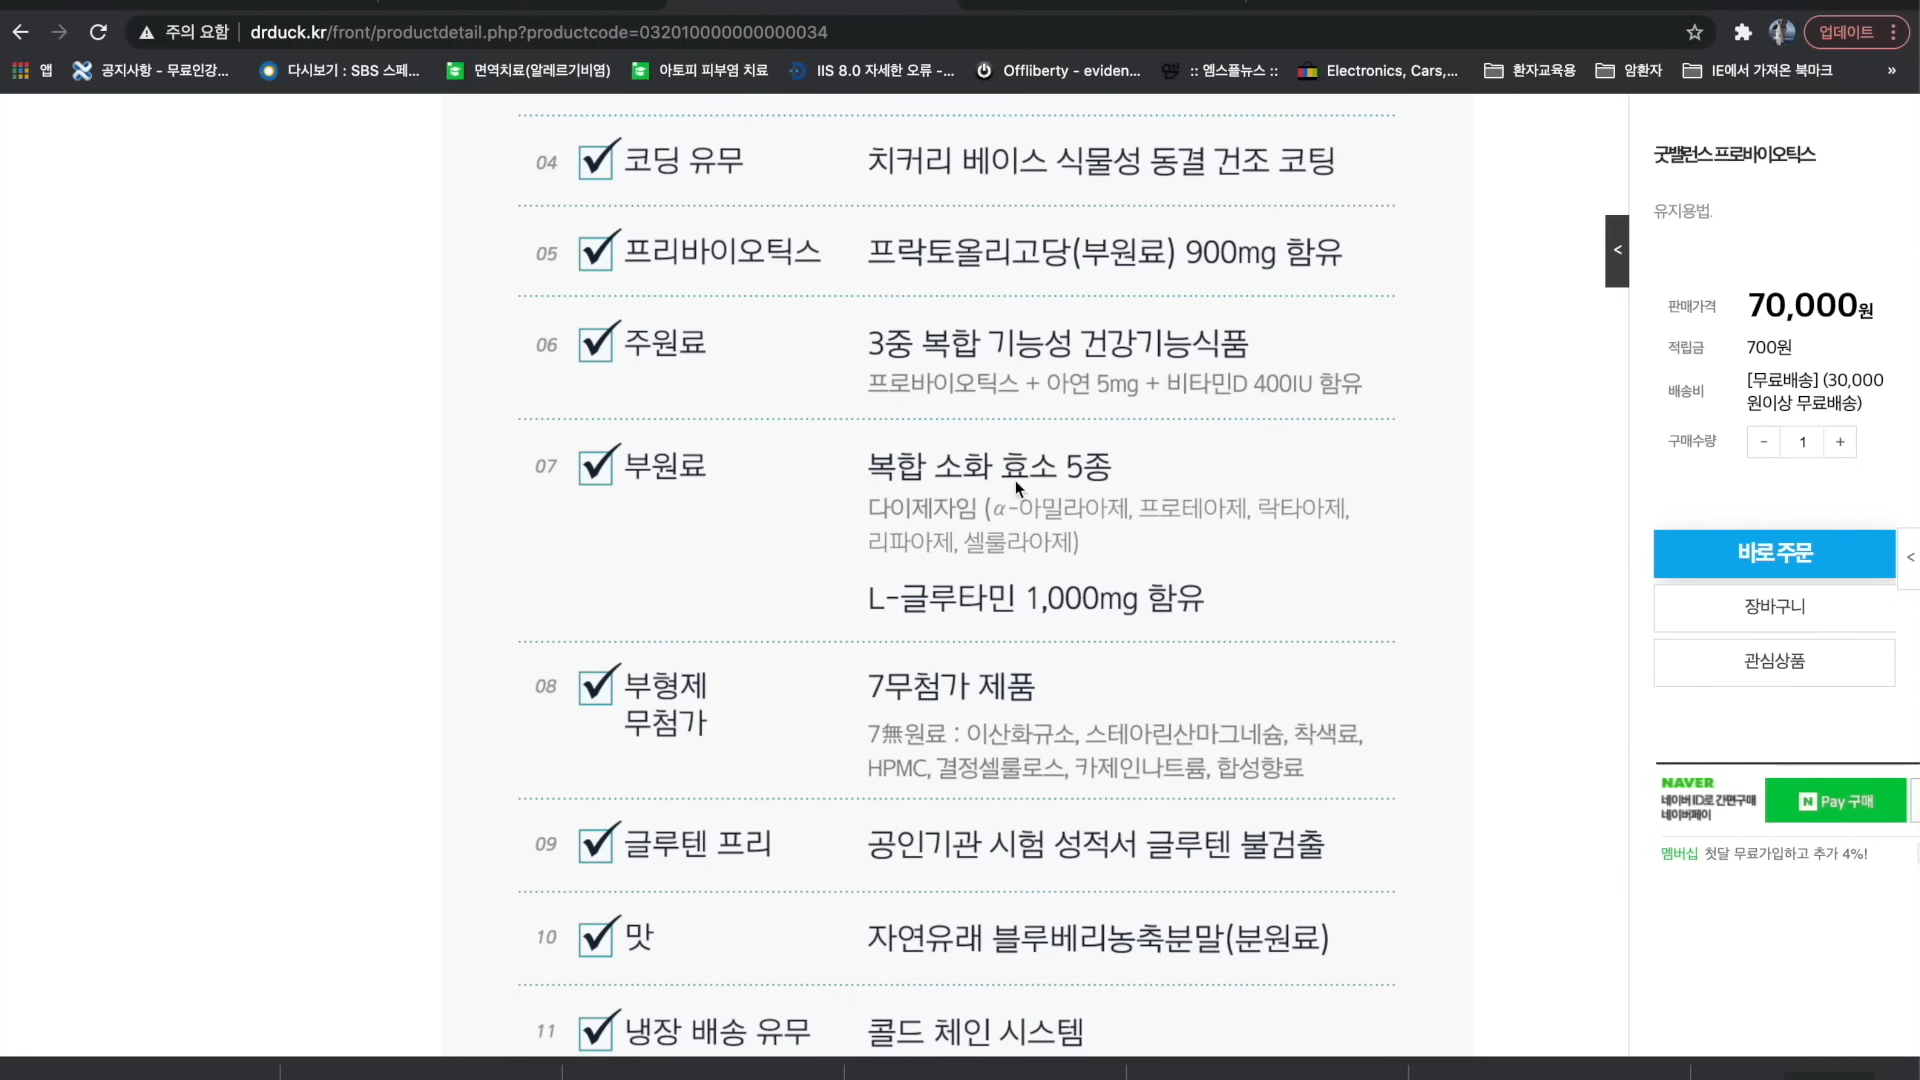 주의 요함 drduck.kr/front/productdetail.php?productcode=032010000000000034
업데이트
앱 공지사항 - 무료인강... 다시보기 : SBS 스페... 면역치료(알레르기비염) 아토피 피부염 치료 IIS 8.0 자세한 오류 -... Offliberty - eviden... :: 엠스플뉴스 :: Electronics, Cars,... 환자교육용 암환자 IE에서 가져온 북마크 »
04 코딩 유무 치커리 베이스 식물성 동결 건조 코팅
05 프리바이오틱스 프락토올리고당(부원료) 900mg 함유
06 주원료 3중 복합 기능성 건강기능식품
프로바이오틱스 + 아연 5mg + 비타민D 400IU 함유
07 부원료 복합 소화 효소 5종
다이제자임 (α-아밀라아제, 프로테아제, 락타아제,
리파아제, 셀룰라아제)
L-글루타민 1,000mg 함유
08 부형제
무첨가
7무첨가 제품
7無원료 : 이산화규소, 스테아린산마그네슘, 착색료,
HPMC, 결정셀룰로스, 카제인나트륨, 합성향료
09 글루텐 프리 공인기관 시험 성적서 글루텐 불검출
10 맛 자연유래 블루베리농축분말(분원료)
11 냉장 배송 유무 콜드 체인 시스템
<
굿밸런스 프로바이오틱스
유지용법.
판매가격 70,000원
적립금 700원
배송비 [무료배송] (30,000
원이상 무료배송)
구매수량 - 1 +
바로 주문
<
장바구니
관심상품
NAVER
네이버 ID로 간편구매
네이버페이
N Pay 구매
멤버십 첫달 무료가입하고 추가 4%!